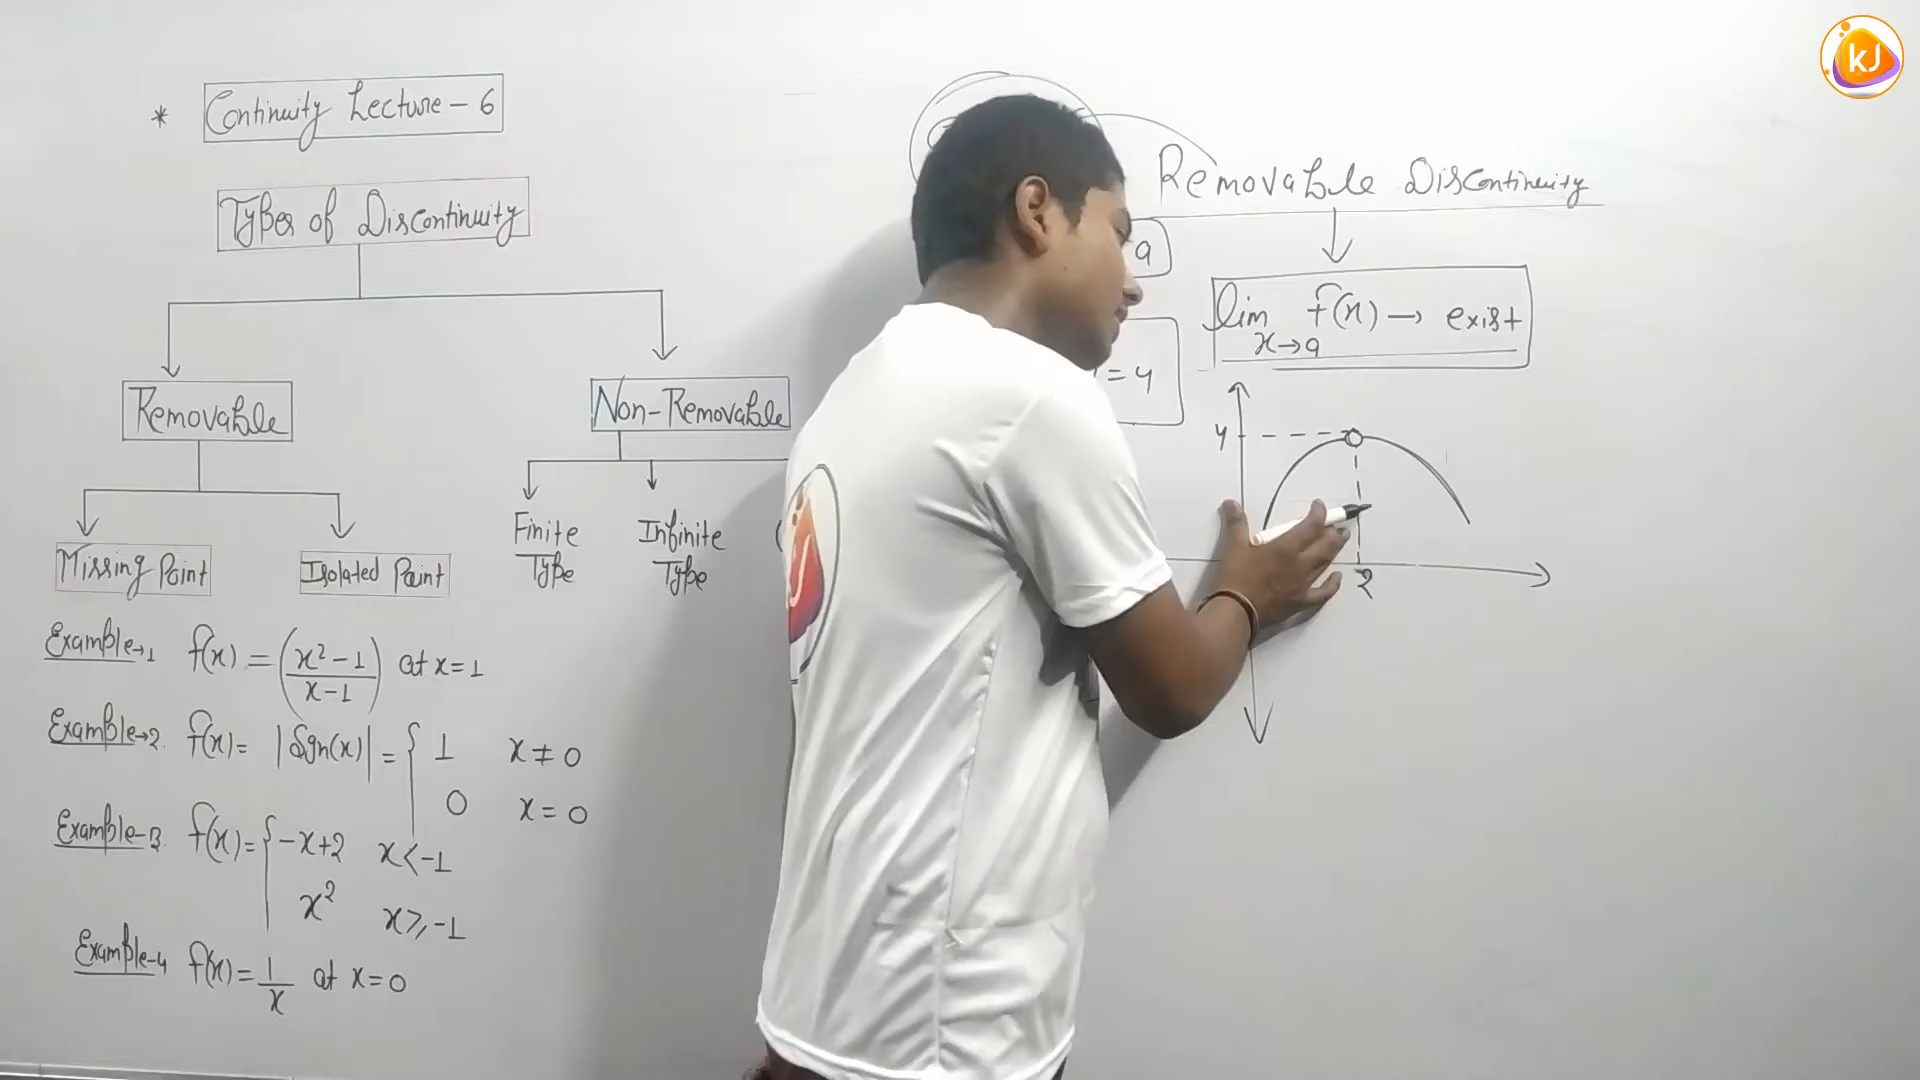 * Continuity Lecture - 6
Types of Discontinuity
Removable
Non-Removable
Missing Point
Isolated Point
Finite Type
Infinite Type
Example→1 f(x) = (x²-1 / x-1) at x=1
Example→2. f(x) = |Sgn(x)| = { 1 x ≠ 0
0 x = 0
Example-3. f(x) = { -x+2 x < -1
x² x ≥ -1
Example-4 f(x) = 1/x at x=0
Removable Discontinuity
a
lim x→a f(x) → exist
= 4
4
2
KJ